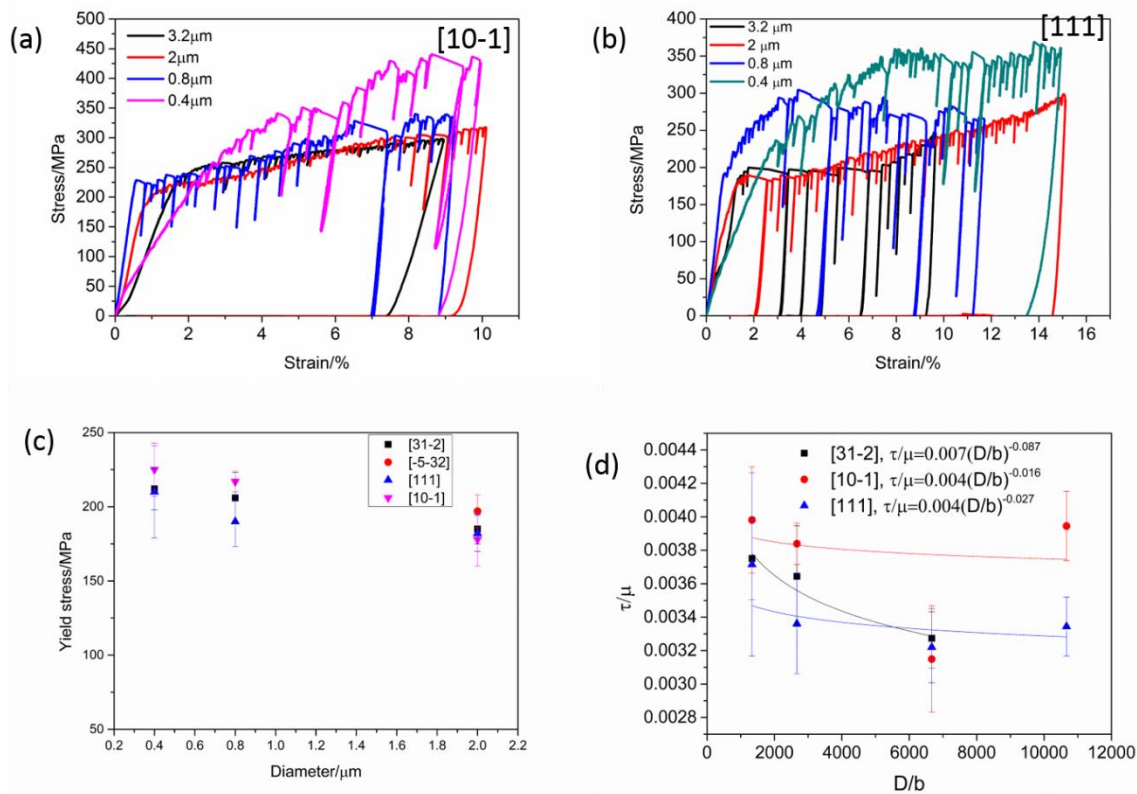 (a)
[10-1]
3.2μm
2μm
0.8μm
0.4μm
500
450
400
350
300
250
200
150
100
50
0
Stress/MPa
0 2 4 6 8 10
Strain/%
(b)
[111]
3.2 μm
2 μm
0.8 μm
0.4 μm
400
350
300
250
200
150
100
50
0
Stress/MPa
0 2 4 6 8 10 12 14 16
Strain/%
(c)
[31-2]
[-5-32]
[111]
[10-1]
250
200
150
100
50
Yield stress/MPa
0.2 0.4 0.6 0.8 1.0 1.2 1.4 1.6 1.8 2.0 2.2
Diameter/μm
(d)
[31-2], τ/μ=0.007(D/b)-0.087
[10-1], τ/μ=0.004(D/b)-0.016
[111], τ/μ=0.004(D/b)-0.027
0.0044
0.0042
0.0040
0.0038
0.0036
0.0034
0.0032
0.0030
0.0028
τ/μ
0 2000 4000 6000 8000 10000 12000
D/b